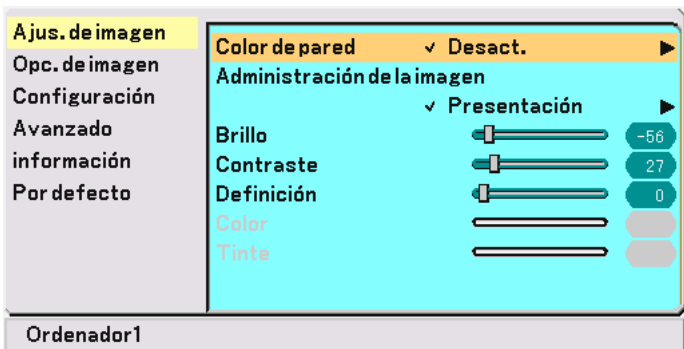 Ajus. de imagen
Opc. de imagen
Configuración
Avanzado
información
Por defecto
Color de pared ✓ Desact.
Administración de la imagen
✓ Presentación
Brillo -56
Contraste 27
Definición 0
Color
Tinte
Ordenador1